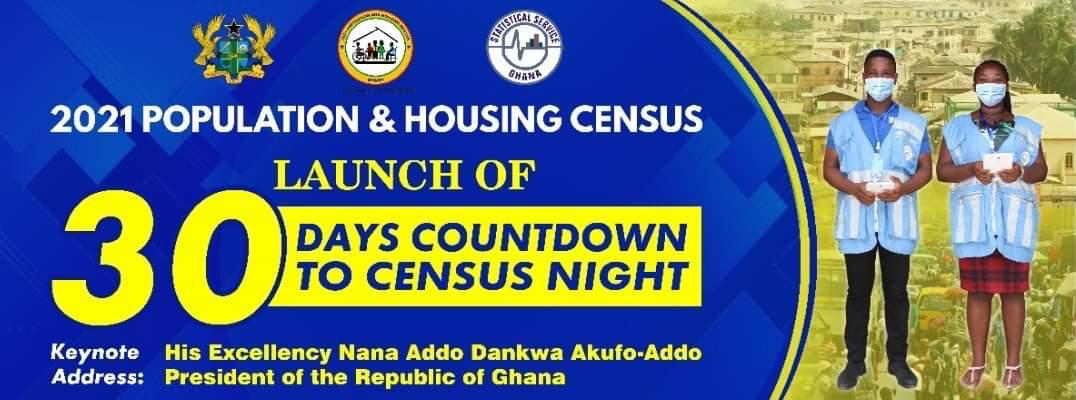 STATISTICAL SERVICE
GHANA
2021 POPULATION & HOUSING CENSUS
LAUNCH OF
30 DAYS COUNTDOWN
TO CENSUS NIGHT
Keynote Address: His Excellency Nana Addo Dankwa Akufo-Addo
President of the Republic of Ghana